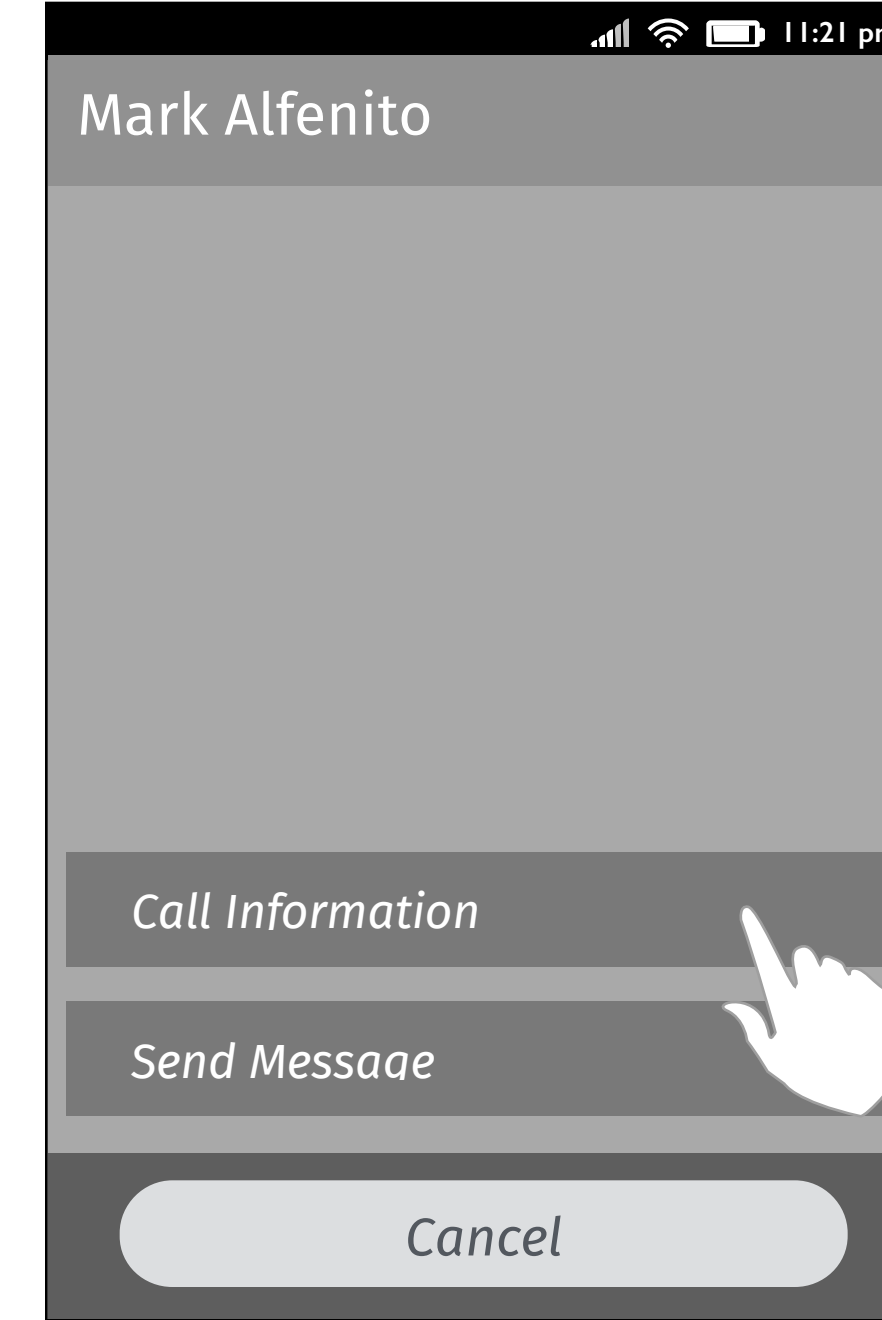 11:21 pm
Mark Alfenito
Call Information
Send Message
Cancel